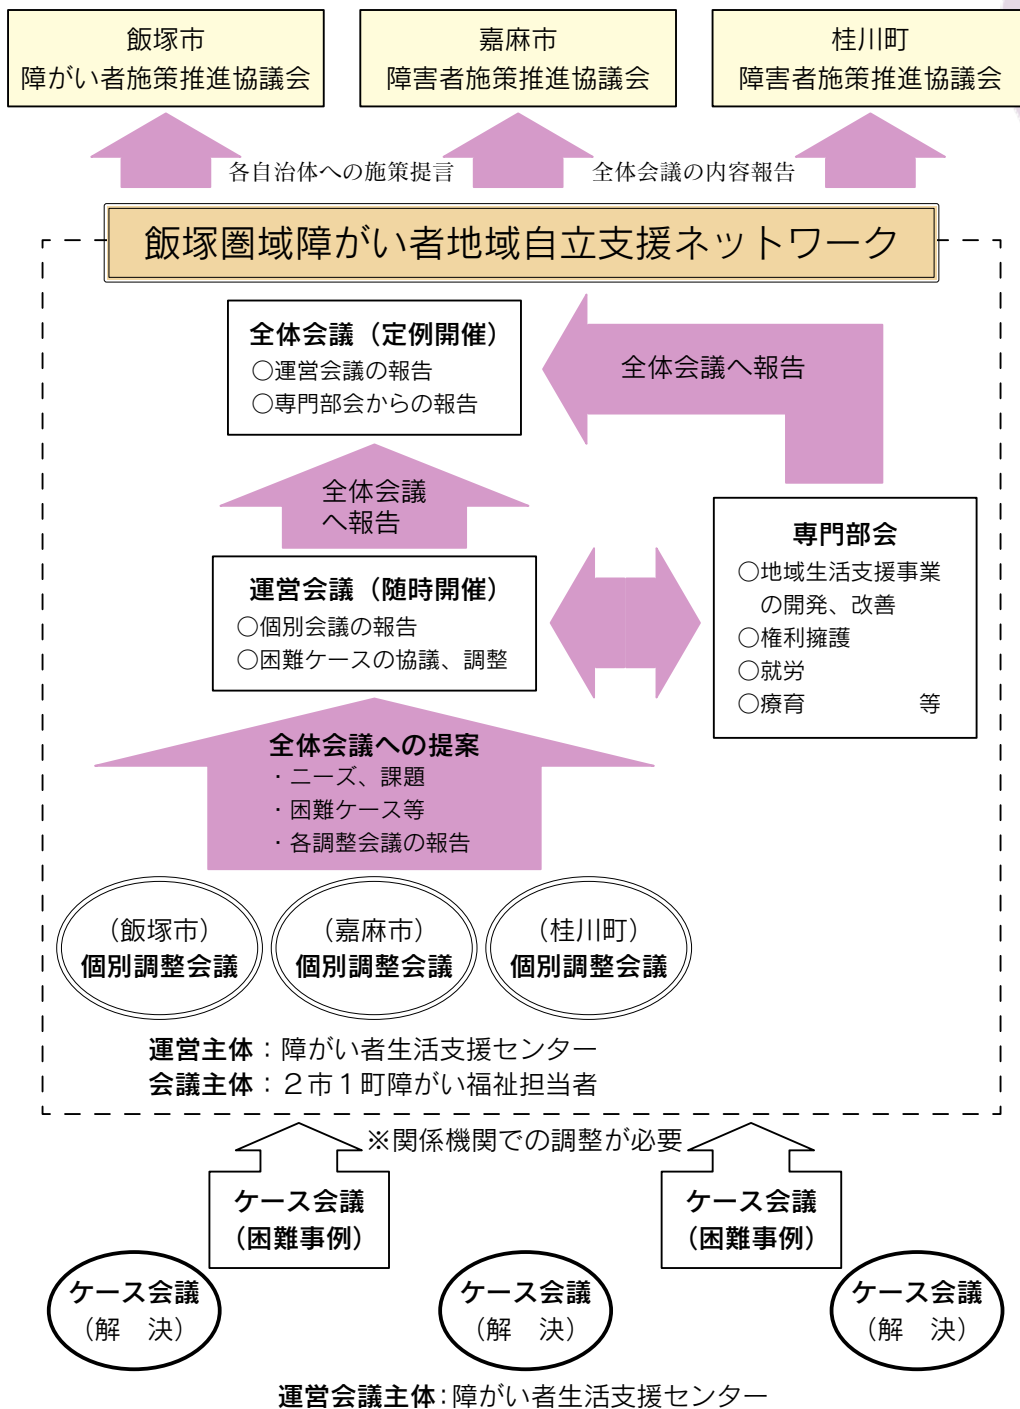 飯塚市
障がい者施策推進協議会
嘉麻市
障害者施策推進協議会
桂川町
障害者施策推進協議会
各自治体への施策提言
全体会議の内容報告
飯塚圏域障がい者地域自立支援ネットワーク
全体会議（定例開催）
○運営会議の報告
○専門部会からの報告
全体会議へ報告
全体会議
へ報告
専門部会
○地域生活支援事業
の開発、改善
○権利擁護
○就労
○療育　　　　　等
運営会議（随時開催）
○個別会議の報告
○困難ケースの協議、調整
全体会議への提案
・ニーズ、課題
・困難ケース等
・各調整会議の報告
（飯塚市）
個別調整会議
（嘉麻市）
個別調整会議
（桂川町）
個別調整会議
運営主体：障がい者生活支援センター
会議主体：２市１町障がい福祉担当者
※関係機関での調整が必要
ケース会議
（困難事例）
ケース会議
（困難事例）
ケース会議
（解　決）
ケース会議
（解　決）
ケース会議
（解　決）
運営会議主体：障がい者生活支援センター